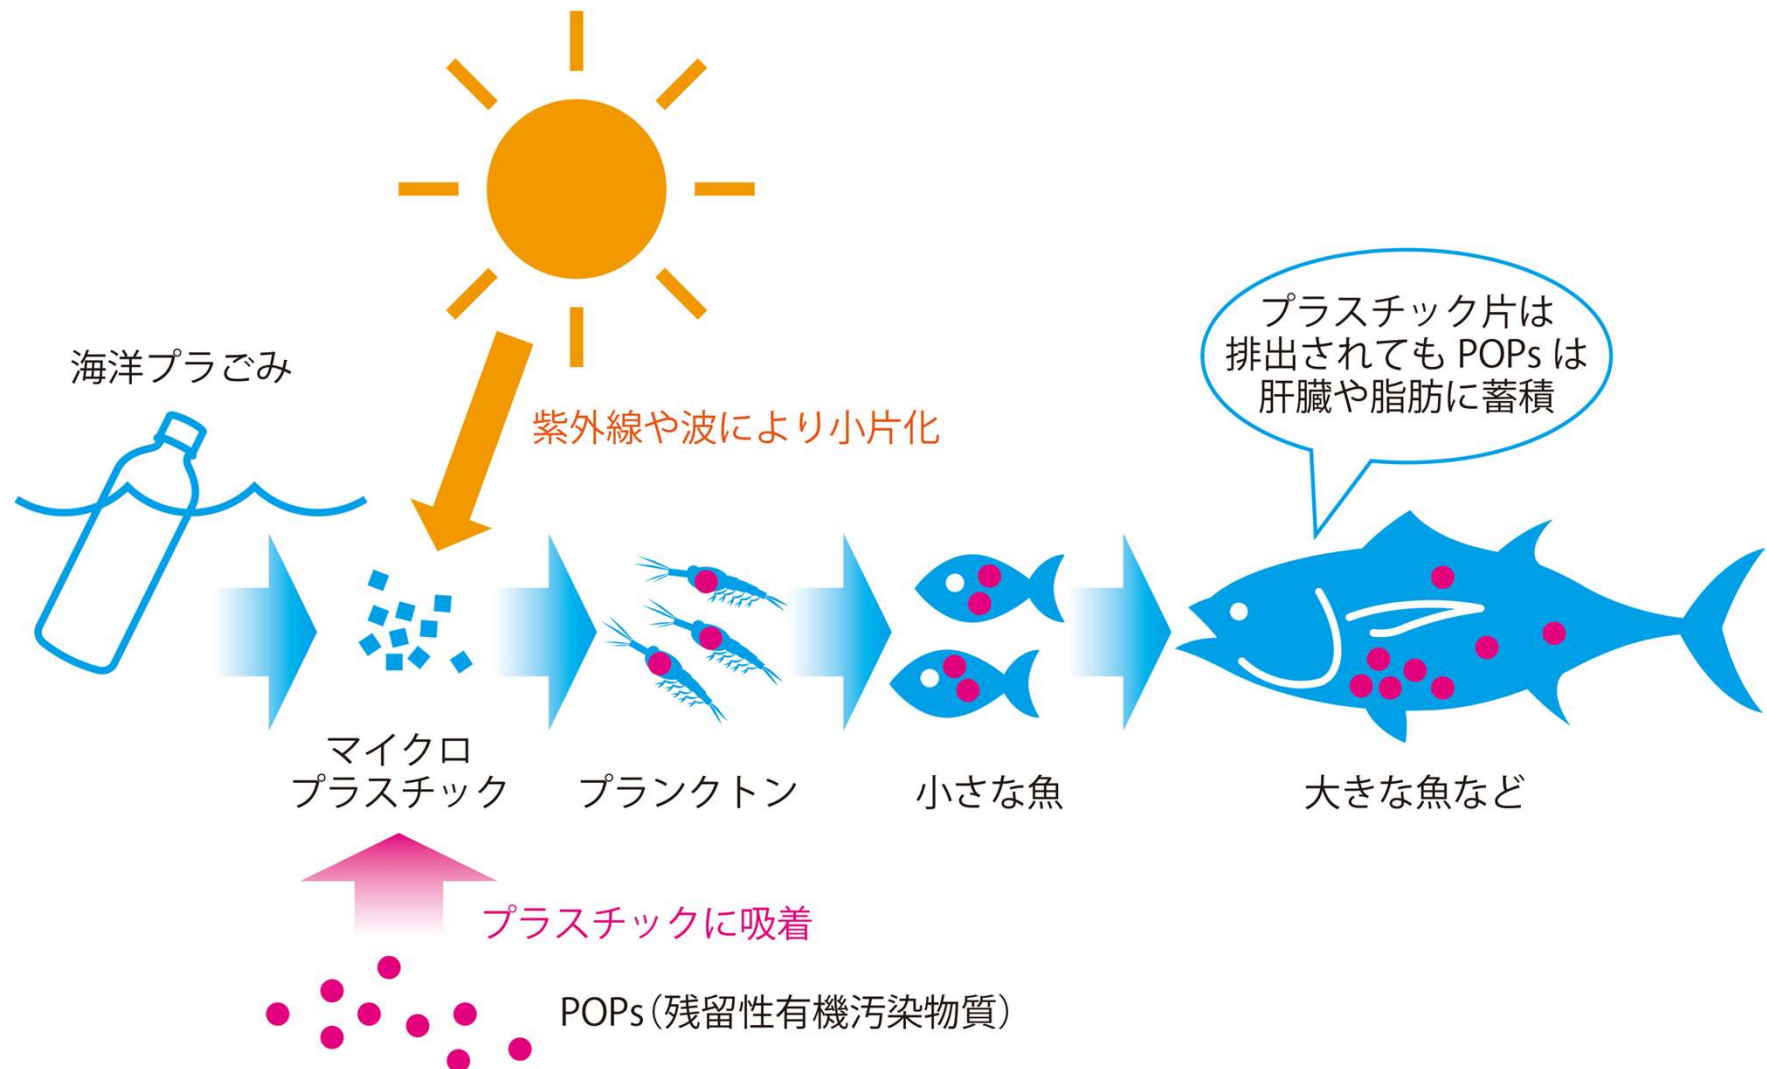 海洋プラごみ
紫外線や波により小片化
プラスチック片は
排出されても POPs は
肝臓や脂肪に蓄積
マイクロ
プラスチック
プランクトン
小さな魚
大きな魚など
プラスチックに吸着
POPs（残留性有機汚染物質）